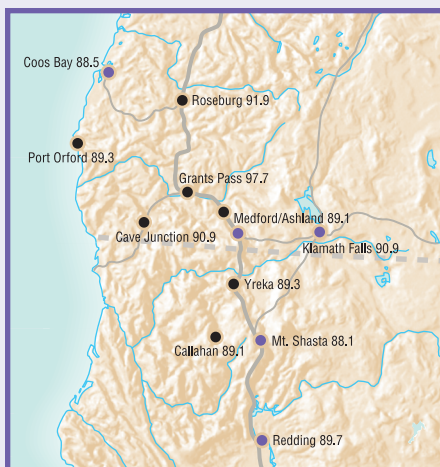 Coos Bay 88.5
Roseburg 91.9
Port Orford 89.3
Grants Pass 97.7
Medford/Ashland 89.1
Cave Junction 90.9
Klamath Falls 90.9
Yreka 89.3
Mt. Shasta 88.1
Callahan 89.1
Redding 89.7